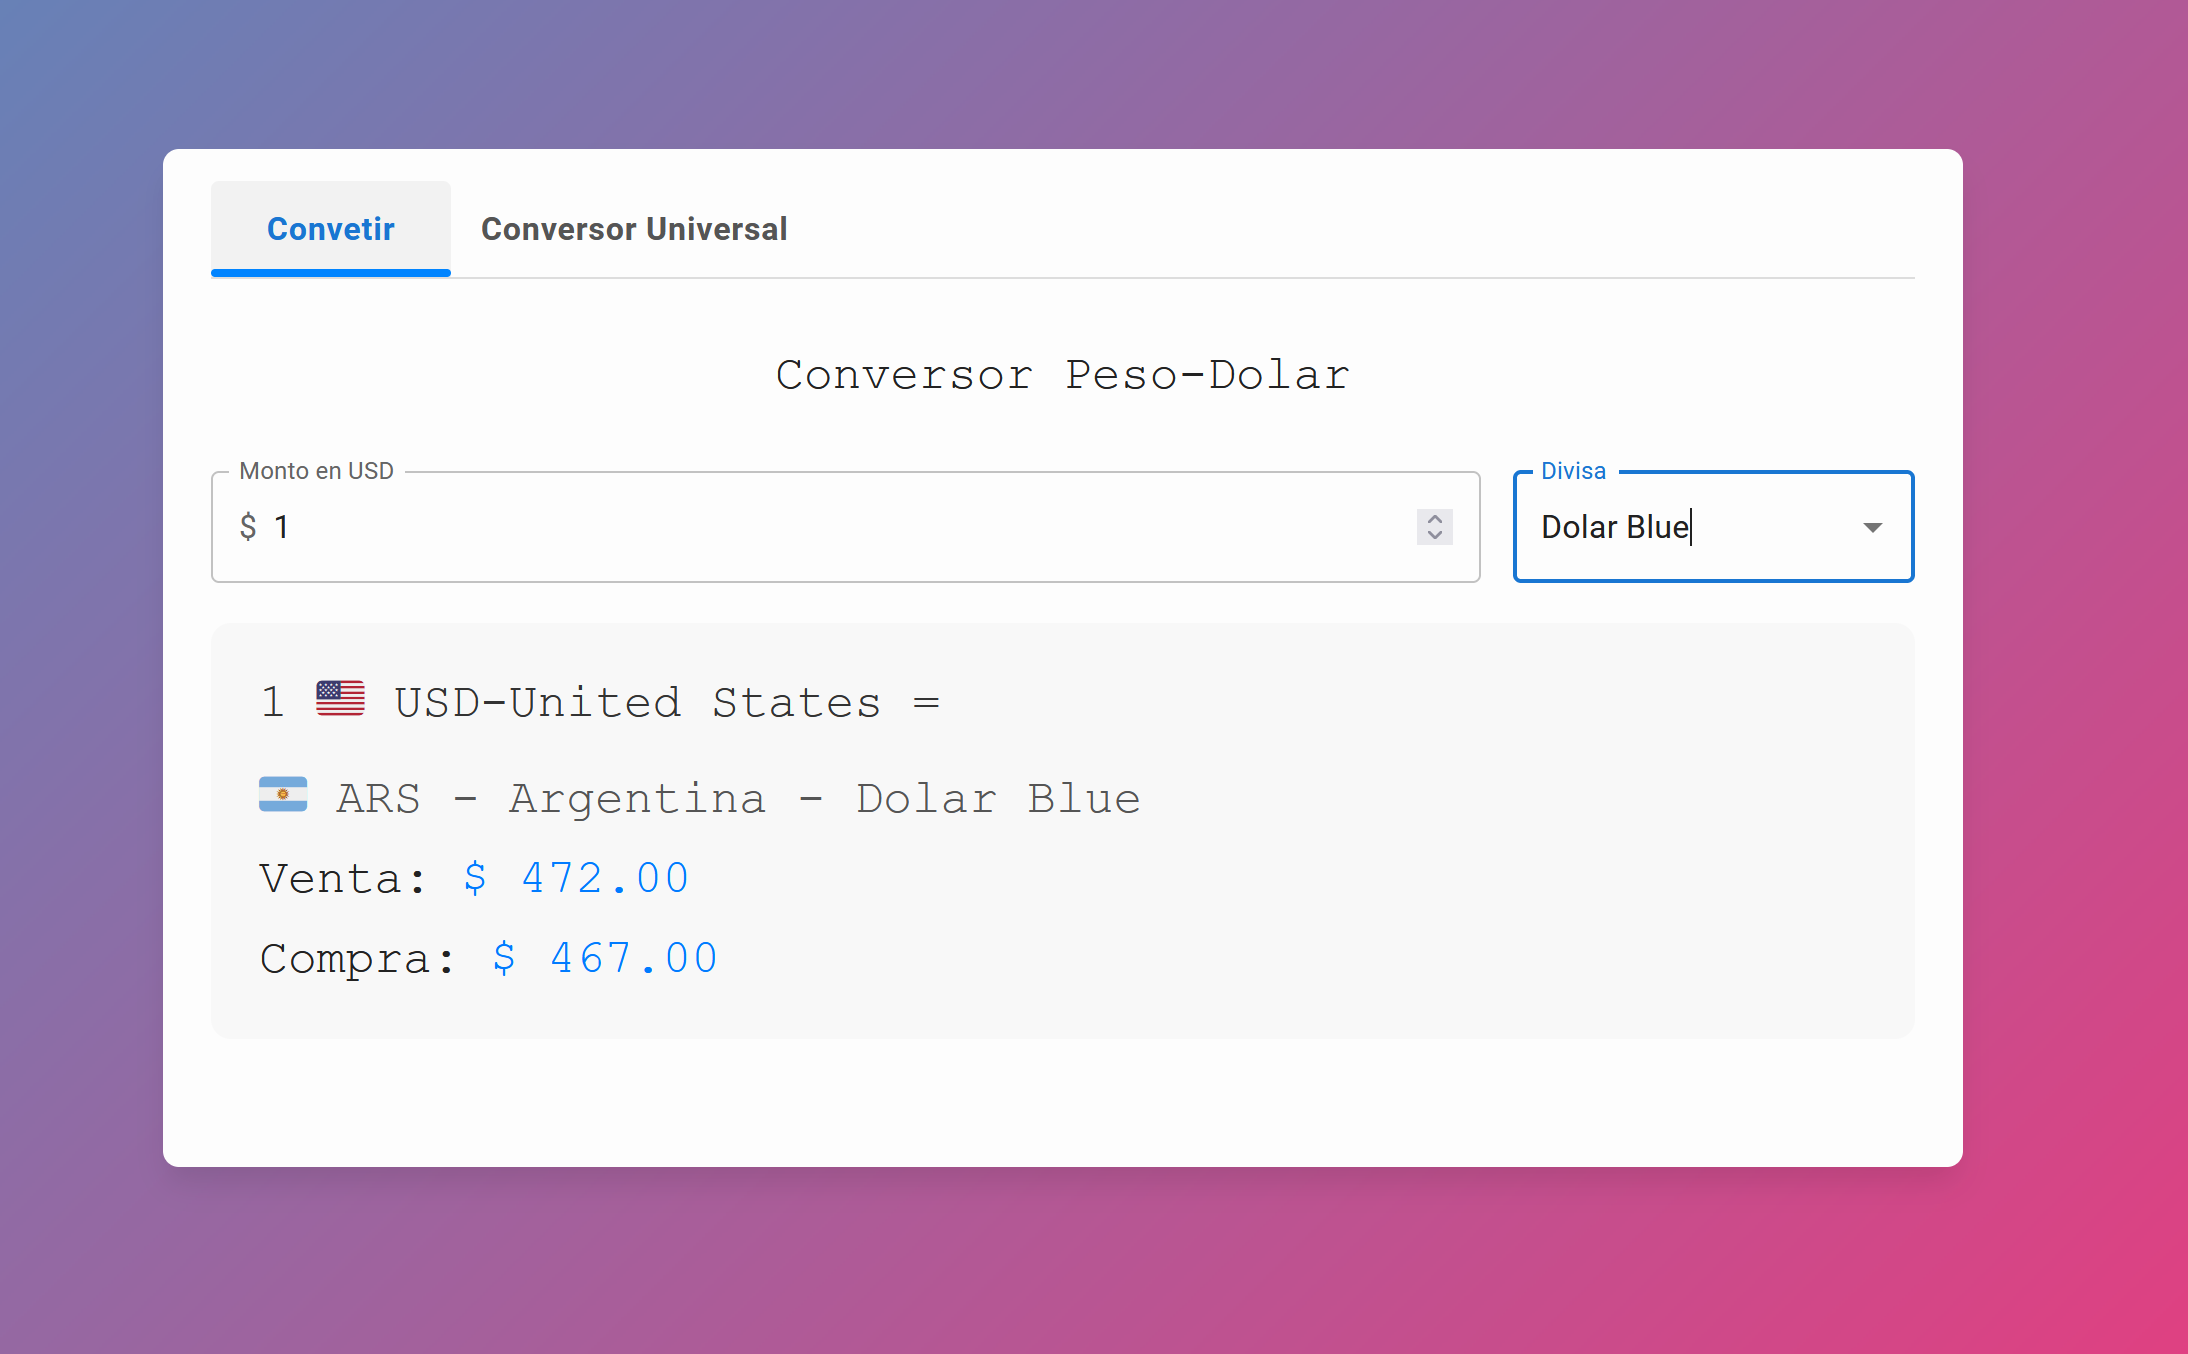 Convetir
Conversor Universal
Conversor Peso-Dolar
Monto en USD
$ 1
Divisa
Dolar Blue
1 USD-United States =
ARS - Argentina - Dolar Blue
Venta: $ 472.00
Compra: $ 467.00